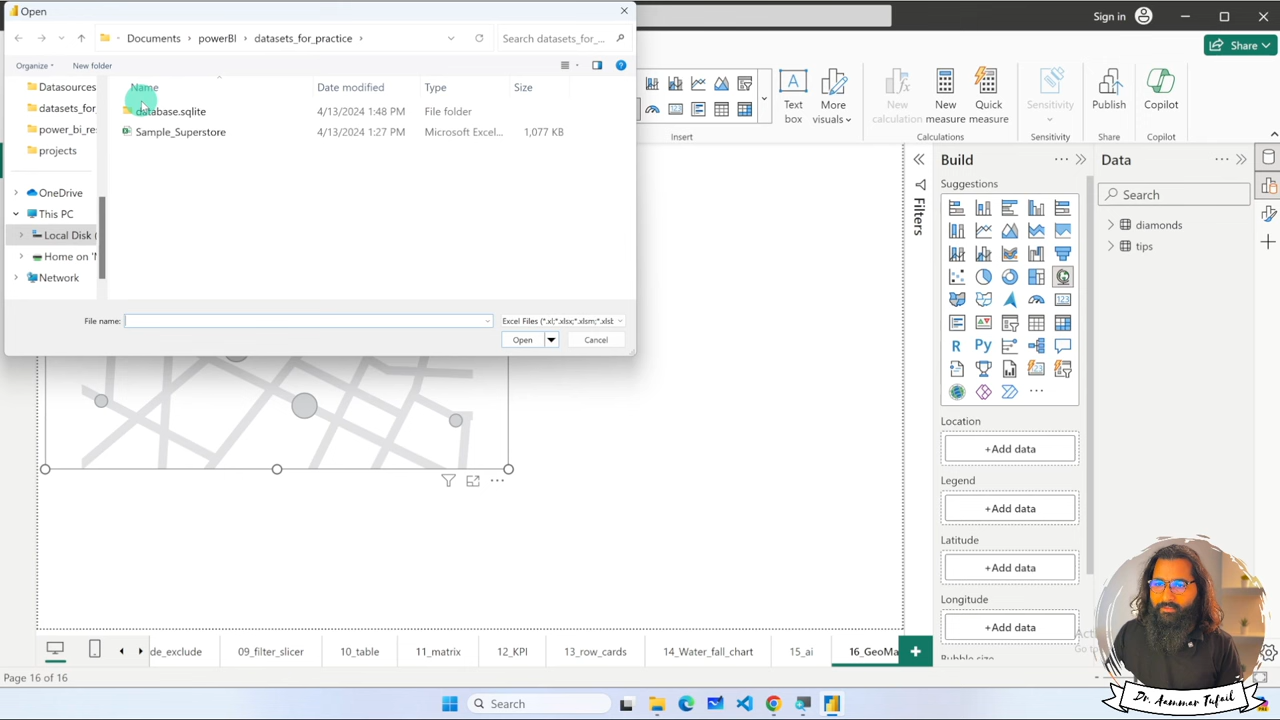 Open
Sign in
Documents
powerBI
datasets_for_practice
Search datasets_for_...
Share
Organize
New folder
Name
Date modified
Type
Size
Datasources
datasets_for
power_bi_re
projects
OneDrive
This PC
Local Disk (
Home on '
Network
database.sqlite
4/13/2024 1:48 PM
File folder
Sample_Superstore
4/13/2024 1:27 PM
Microsoft Excel...
1,077 KB
File name:
Excel Files (*.xl;*.xlsx;*.xlsm;*.xlsb
Open
Cancel
Text box
More visuals
Insert
New calculation
New measure
Quick measure
Calculations
Sensitivity
Sensitivity
Publish
Share
Copilot
Copilot
Filters
Build
Suggestions
R
Py
123
Location
+Add data
Legend
+Add data
Latitude
+Add data
Longitude
+Add data
Bubble size
Data
Search
diamonds
tips
de_exclude
09_filter-slicer
10_table
11_matrix
12_KPI
13_row_cards
14_Water_fall_chart
15_ai
16_GeoMa
Page 16 of 16
Search
Dr. Aammar Tufail